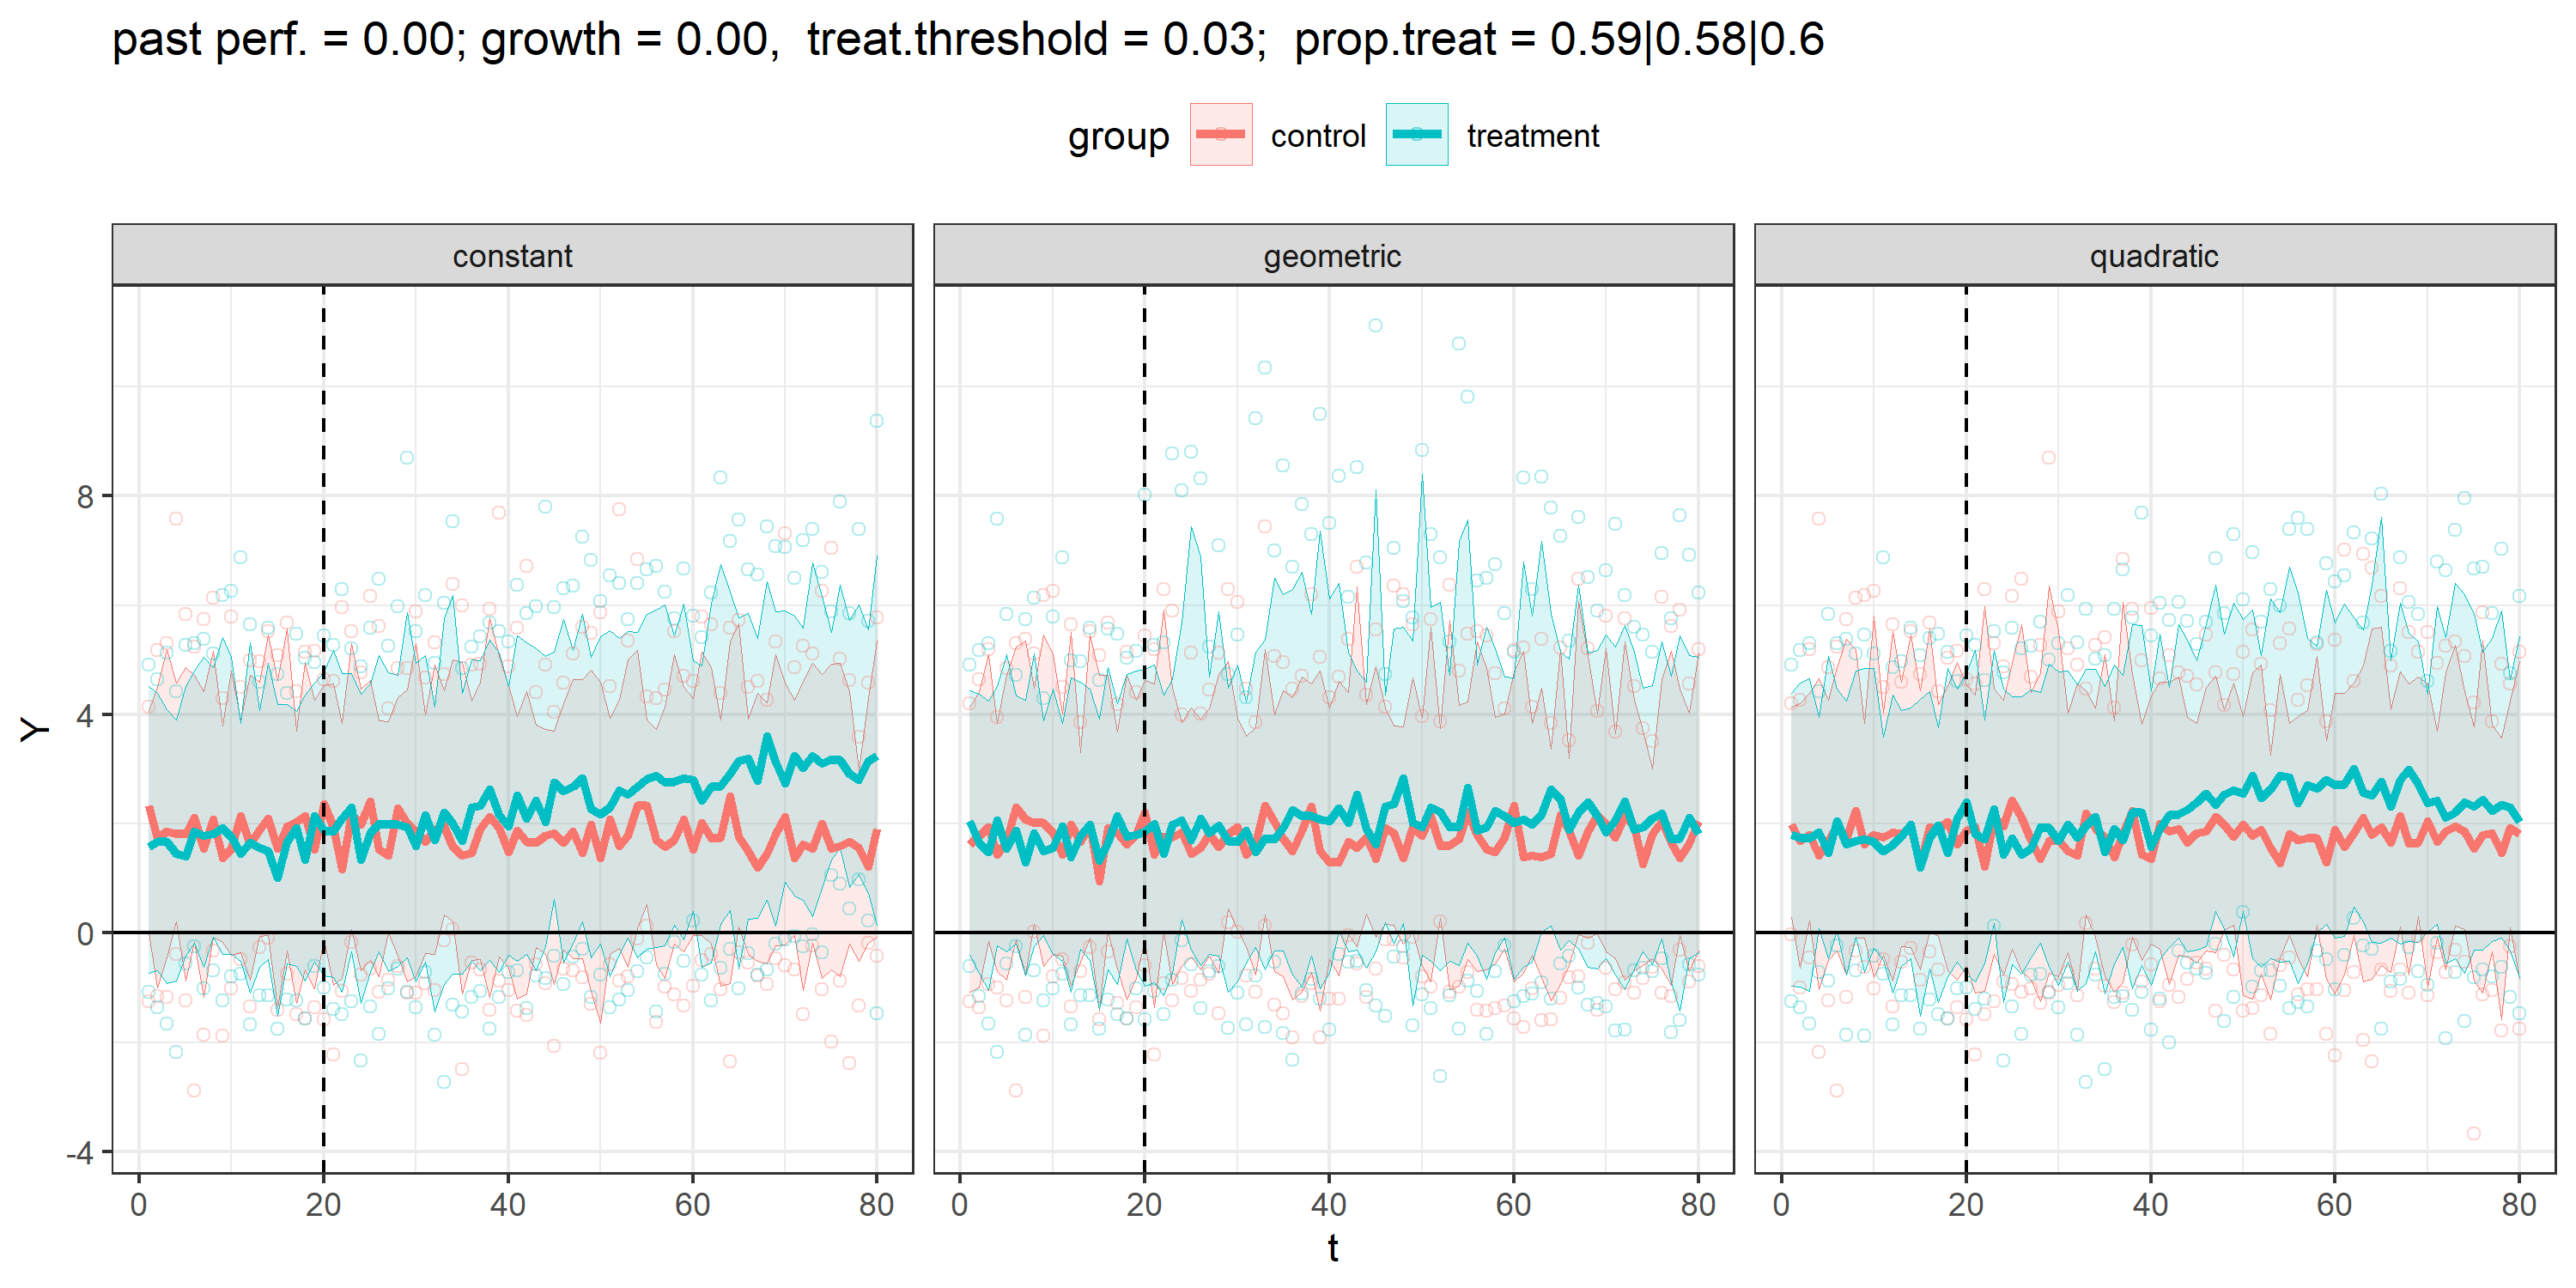 past perf. = 0.00; growth = 0.00,  treat.threshold = 0.03;  prop.treat = 0.59|0.58|0.6
group control treatment
constant geometric quadratic
8
4
0
-4
Y
0 20 40 60 80 0 20 40 60 80 0 20 40 60 80
t